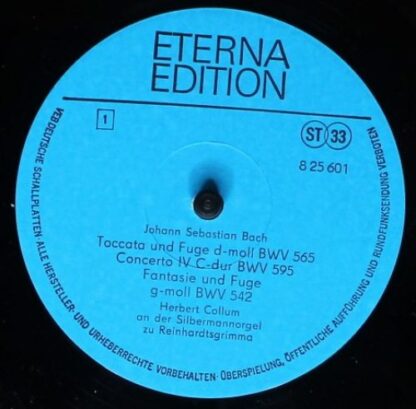 ETERNA
EDITION
1
ST 33
8 25 601
Johann Sebastian Bach
Toccata und Fuge d-moll BWV 565
Concerto IV C-dur BWV 595
Fantasie und Fuge
g-moll BWV 542
Herbert Collum
an der Silbermannorgel
zu Reinhardtsgrimma
VEB DEUTSCHE SCHALLPLATTEN · ALLE HERSTELLER- UND URHEBERRECHTE VORBEHALTEN · ÜBERSPIELUNG, ÖFFENTLICHE AUFFÜHRUNG UND RUNDFUNKSENDUNG VERBOTEN